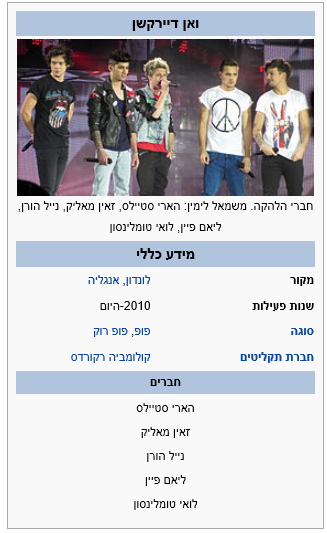 ואן דיירקשן
חברי הלהקה. משמאל לימין: הארי סטיילס, זאין מאליק, נייל הורן,
ליאם פיין, לואי טומלינסון
מידע כללי
מקור לונדון, אנגליה
שנות פעילות 2010-היום
סוגה פופ, פופ רוק
חברת תקליטים קולומביה רקורדס
חברים
הארי סטיילס
זאין מאליק
נייל הורן
ליאם פיין
לואי טומלינסון